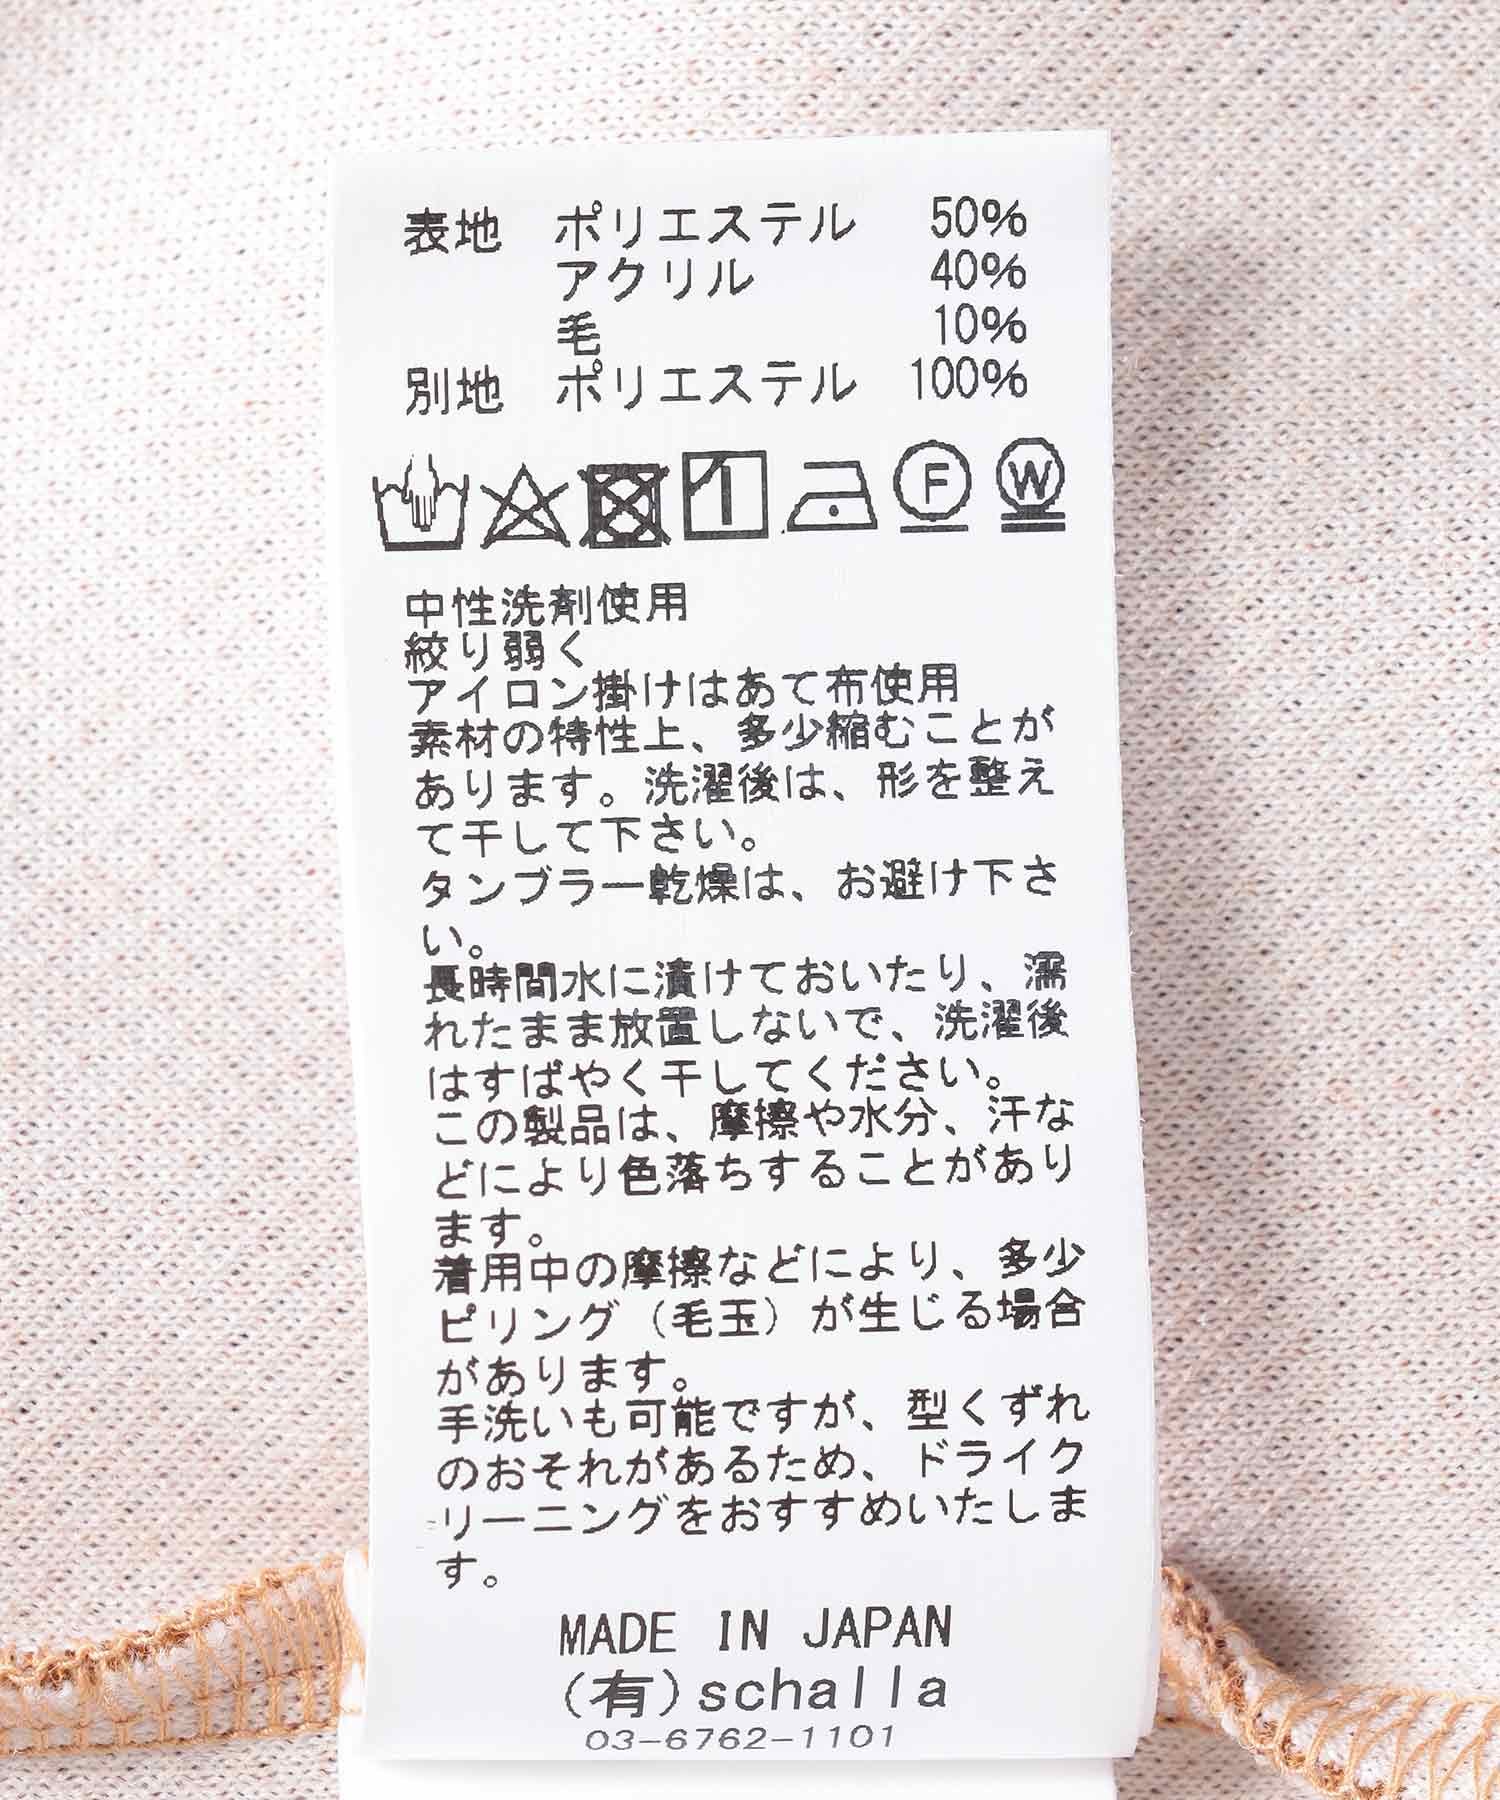 表地 ポリエステル 50%
アクリル 40%
毛 10%
別地 ポリエステル 100%
F W
中性洗剤使用
絞り弱く
アイロン掛けはあて布使用
素材の特性上、多少縮むことが
あります。洗濯後は、形を整え
て干して下さい。
タンブラー乾燥は、お避け下さ
い。
長時間水に漬けておいたり、濡
れたまま放置しないで、洗濯後
はすばやく干してください。
この製品は、摩擦や水分、汗な
どにより色落ちすることがあり
ます。
着用中の摩擦などにより、多少
ピリング（毛玉）が生じる場合
があります。
手洗いも可能ですが、型くずれ
のおそれがあるため、ドライク
リーニングをおすすめいたしま
す。
MADE IN JAPAN
(有)schalla
03-6762-1101